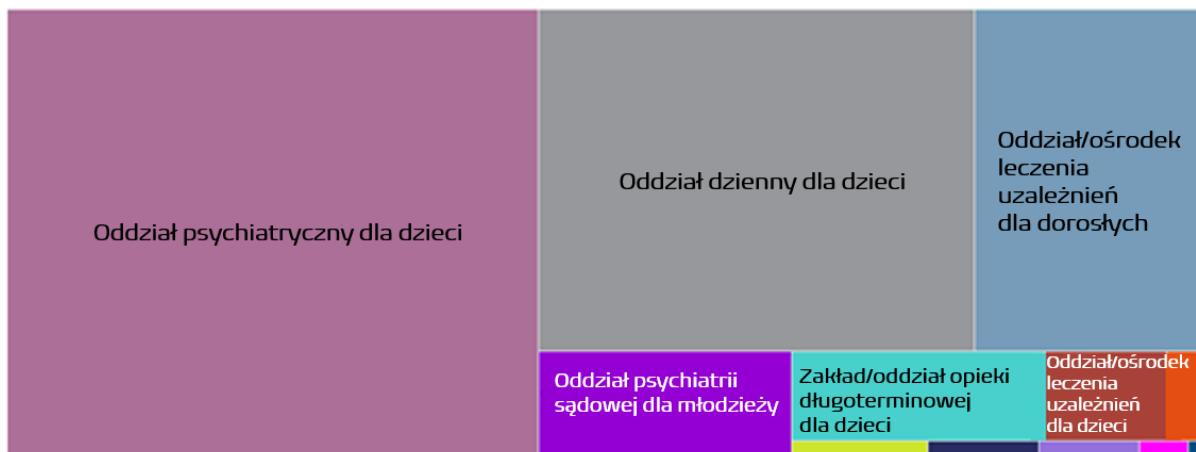 Oddział psychiatryczny dla dzieci
Oddział dzienny dla dzieci
Oddział/ośrodek
leczenia
uzależnień
dla dorosłych
Oddział psychiatrii
sądowej dla młodzieży
Zakład/oddział opieki
długoterminowej
dla dzieci
Oddział/ośrodek
leczenia
uzależnień
dla dzieci